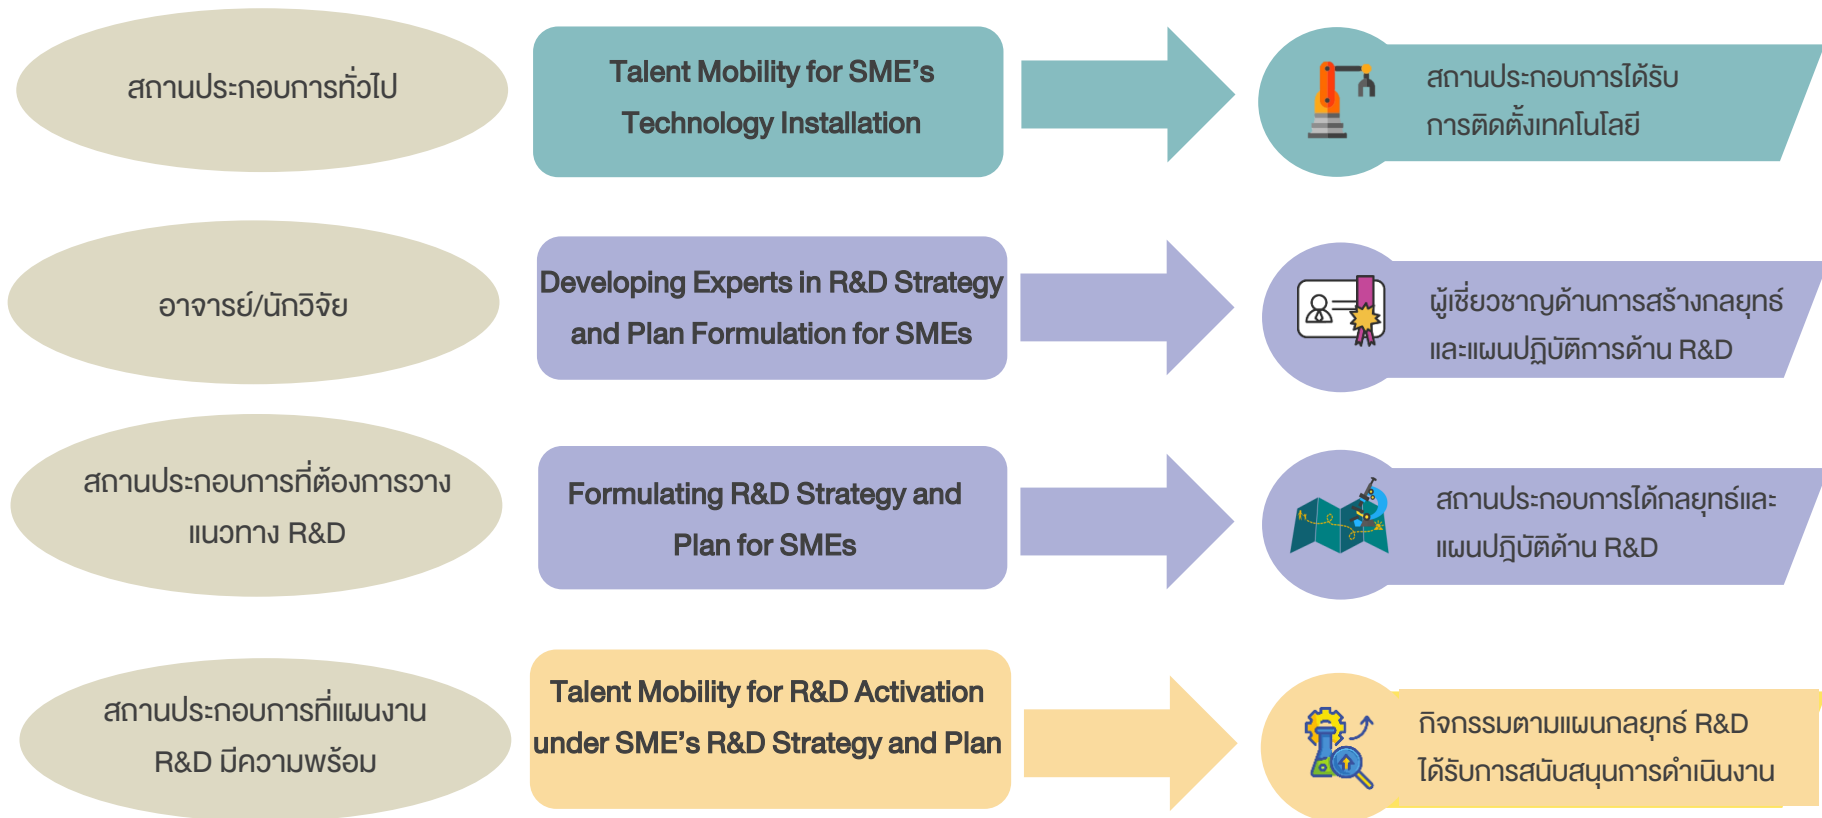 สถานประกอบการทั่วไป
Talent Mobility for SME's
Technology Installation
สถานประกอบการได้รับ
การติดตั้งเทคโนโลยี
อาจารย์/นักวิจัย
Developing Experts in R&D Strategy
and Plan Formulation for SMEs
ผู้เชี่ยวชาญด้านการสร้างกลยุทธ์
และแผนปฏิบัติการด้าน R&D
สถานประกอบการที่ต้องการวาง
แนวทาง R&D
Formulating R&D Strategy and
Plan for SMEs
สถานประกอบการได้กลยุทธ์และ
แผนปฎิบัติด้าน R&D
สถานประกอบการที่แผนงาน
R&D มีความพร้อม
Talent Mobility for R&D Activation
under SME's R&D Strategy and Plan
กิจกรรมตามแผนกลยุทธ์ R&D
ได้รับการสนับสนุนการดำเนินงาน